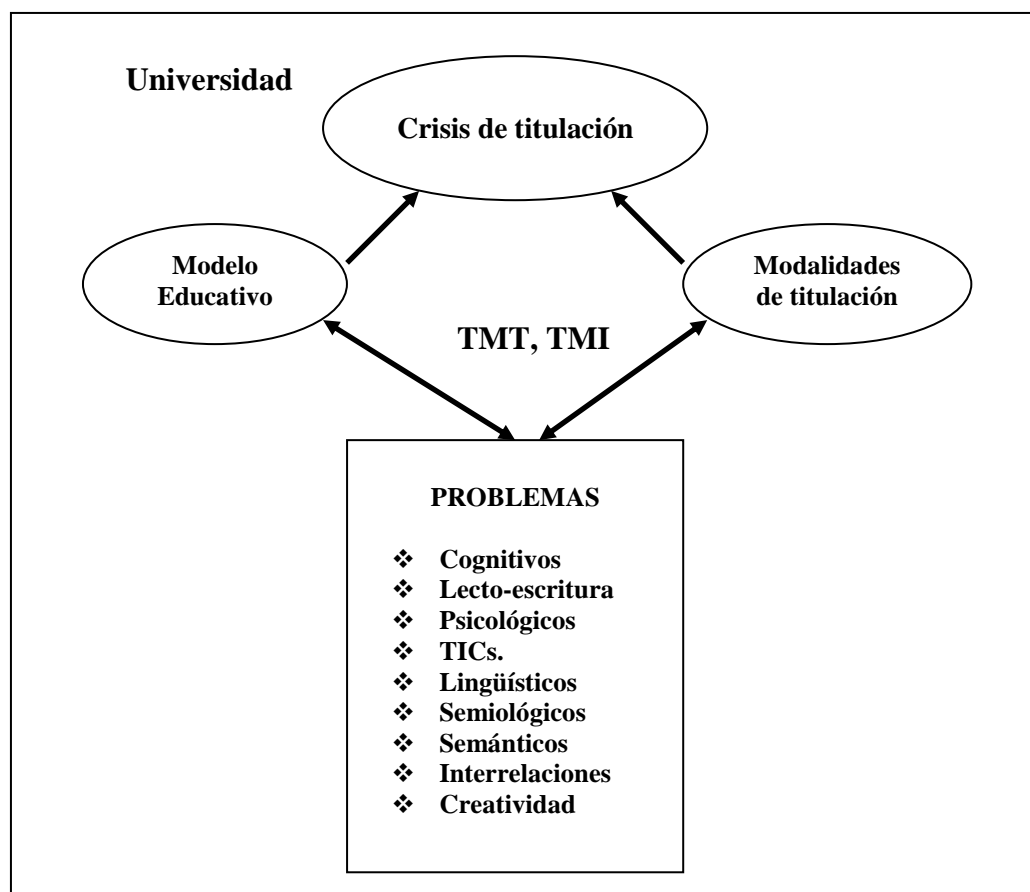 Universidad
Crisis de titulación
Modelo
Educativo
Modalidades
de titulación
TMT, TMI
PROBLEMAS
❖ Cognitivos
❖ Lecto-escritura
❖ Psicológicos
❖ TICs.
❖ Lingüísticos
❖ Semiológicos
❖ Semánticos
❖ Interrelaciones
❖ Creatividad